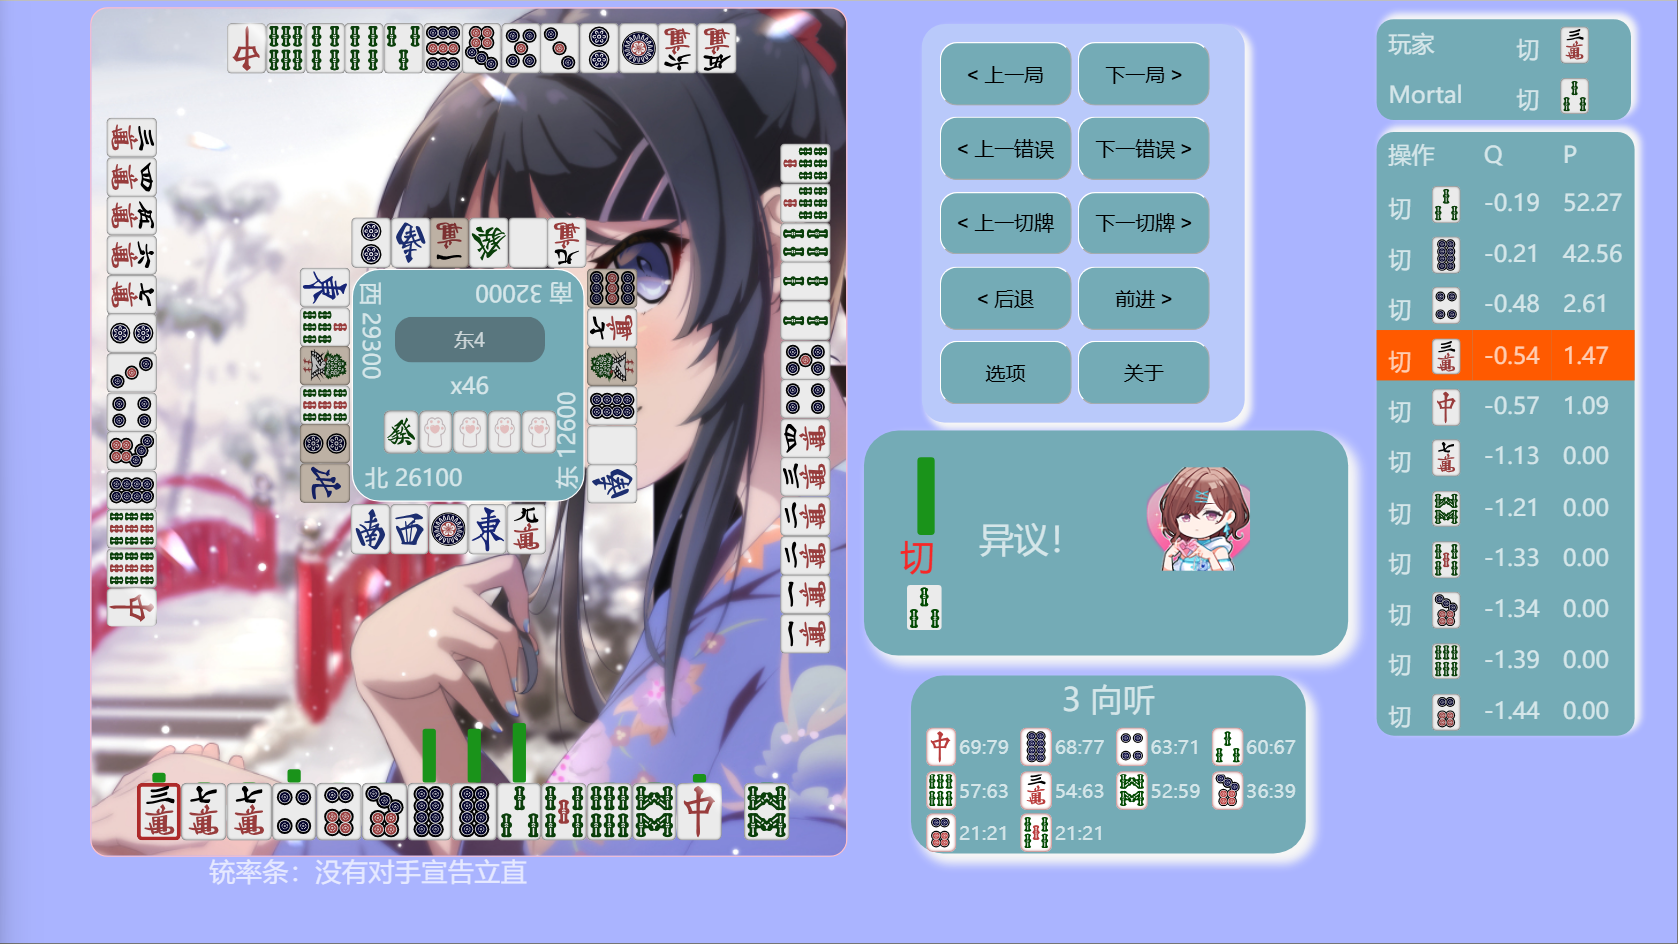 < 上一局
下一局 >
< 上一错误
下一错误 >
< 上一切牌
下一切牌 >
< 后退
前进 >
选项
关于
玩家 切
Mortal 切
操作 Q P
切 -0.19 52.27
切 -0.21 42.56
切 -0.48 2.61
切 -0.54 1.47
切 -0.57 1.09
切 -1.13 0.00
切 -1.21 0.00
切 -1.33 0.00
切 -1.34 0.00
切 -1.39 0.00
切 -1.44 0.00
南 32000
西 29300
东4
x46
东 12600
北 26100
切
异议！
3 向听
69:79 68:77 63:71 60:67
57:63 54:63 52:59 36:39
21:21 21:21
铳率条：没有对手宣告立直